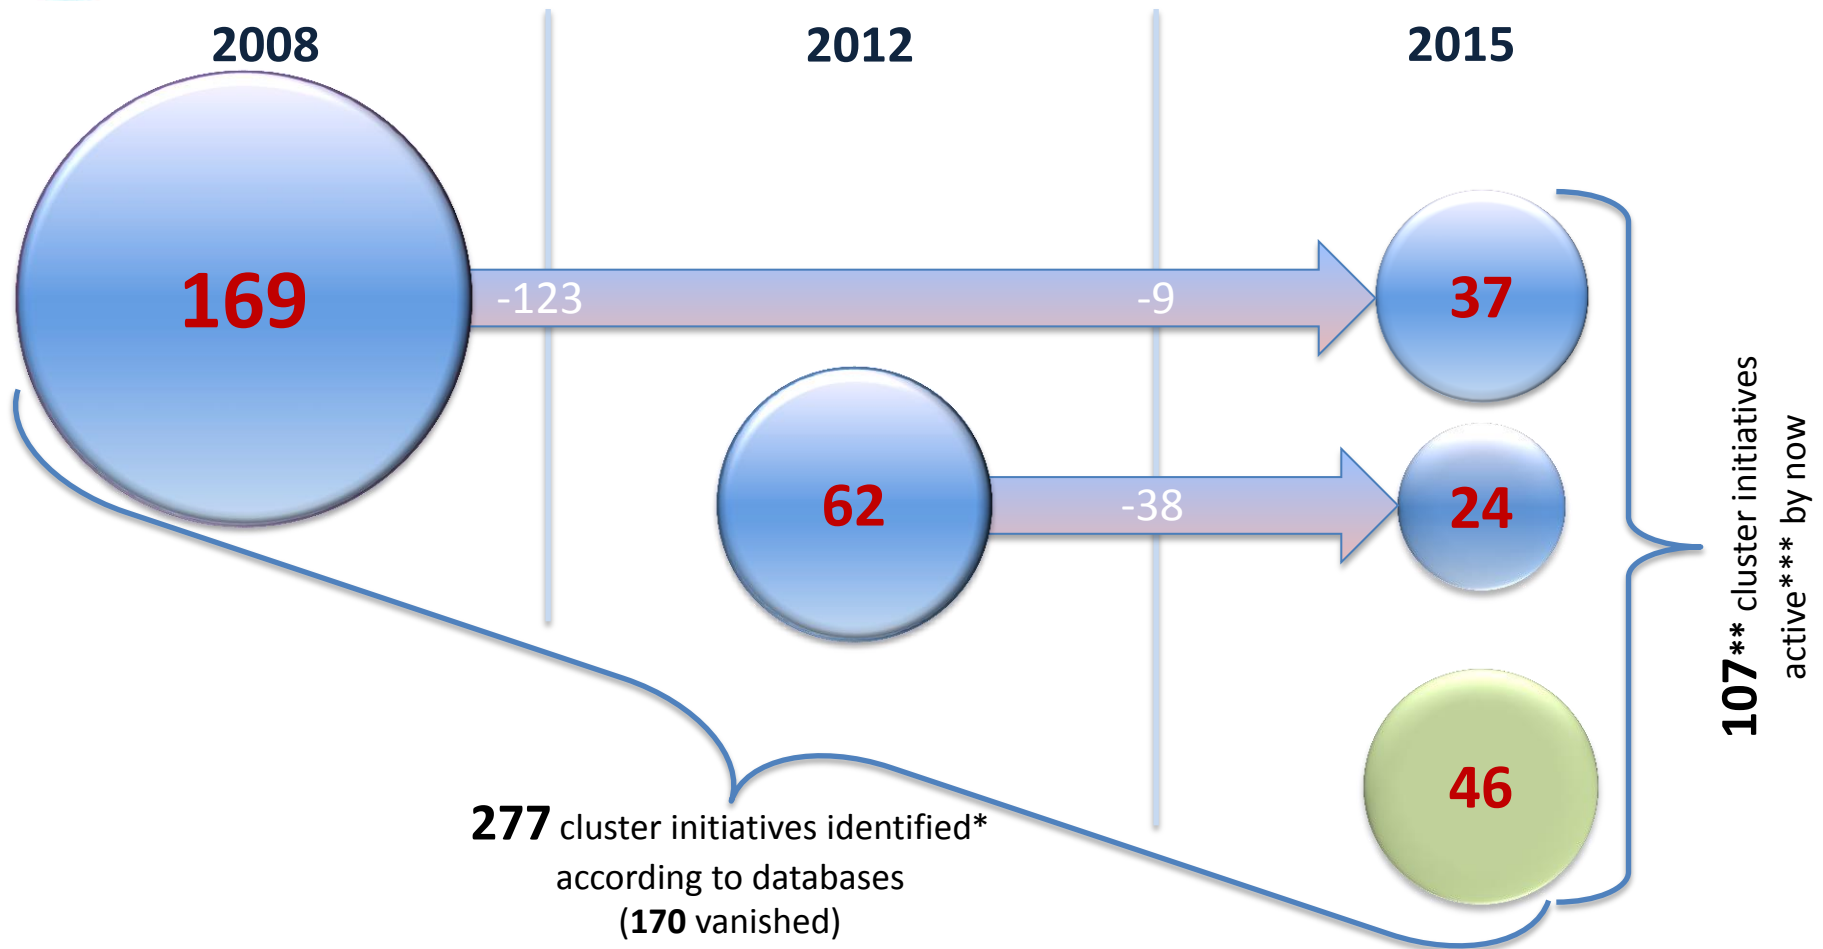 2008
2012
2015
169
-123
-9
37
62
-38
24
46
277 cluster initiatives identified*
according to databases
(170 vanished)
107** cluster initiatives
active*** by now